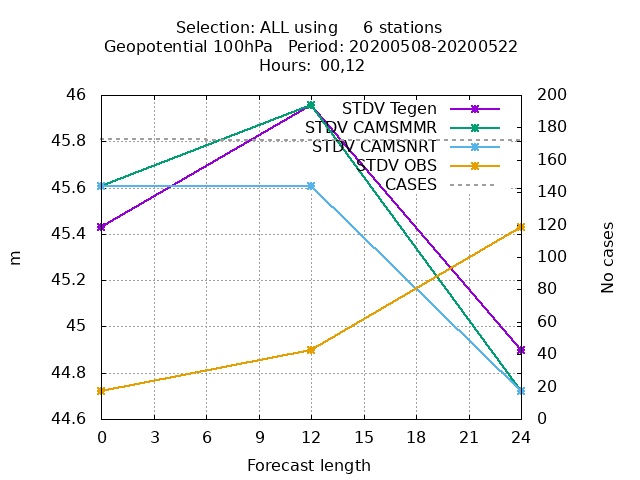 Selection: ALL using     6 stations
Geopotential 100hPa   Period: 20200508-20200522
Hours: 00,12
46
45.8
45.6
45.4
45.2
45
44.8
44.6
m
200
180
160
140
120
100
80
60
40
20
0
No cases
STDV Tegen
STDV CAMSMMR
STDV CAMSNRT
STDV OBS
CASES
0 3 6 9 12 15 18 21 24
Forecast length